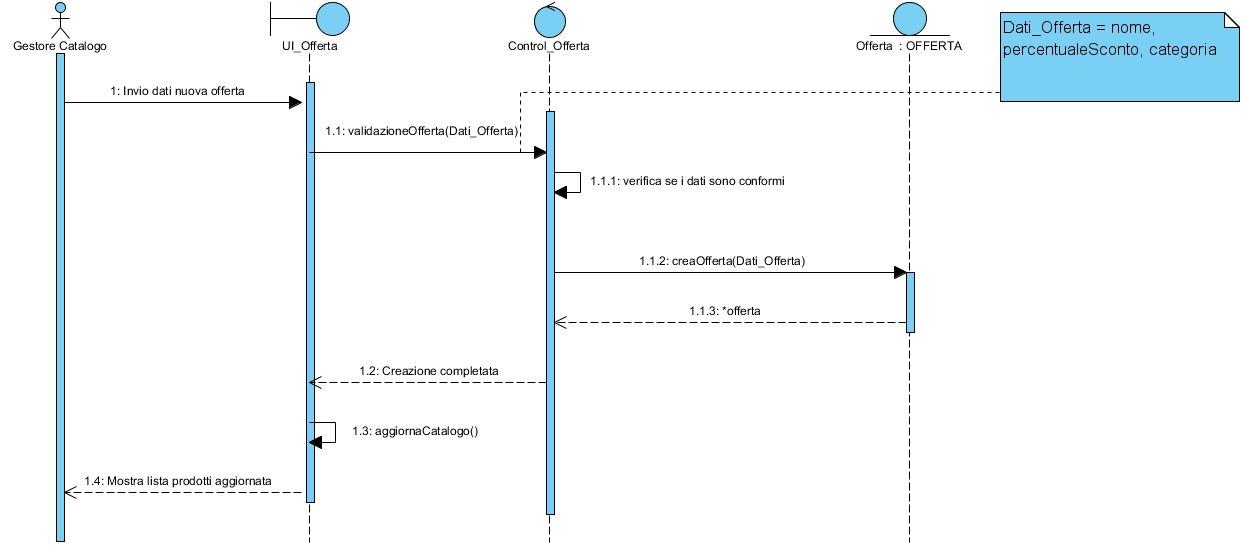 Gestore Catalogo
UI_Offerta
Control_Offerta
Offerta : OFFERTA
Dati_Offerta = nome,
percentualeSconto, categoria
1: Invio dati nuova offerta
1.1: validazioneOfferta(Dati_Offerta)
1.1.1: verifica se i dati sono conformi
1.1.2: creaOfferta(Dati_Offerta)
1.1.3: *offerta
1.2: Creazione completata
1.3: aggiornaCatalogo()
1.4: Mostra lista prodotti aggiornata